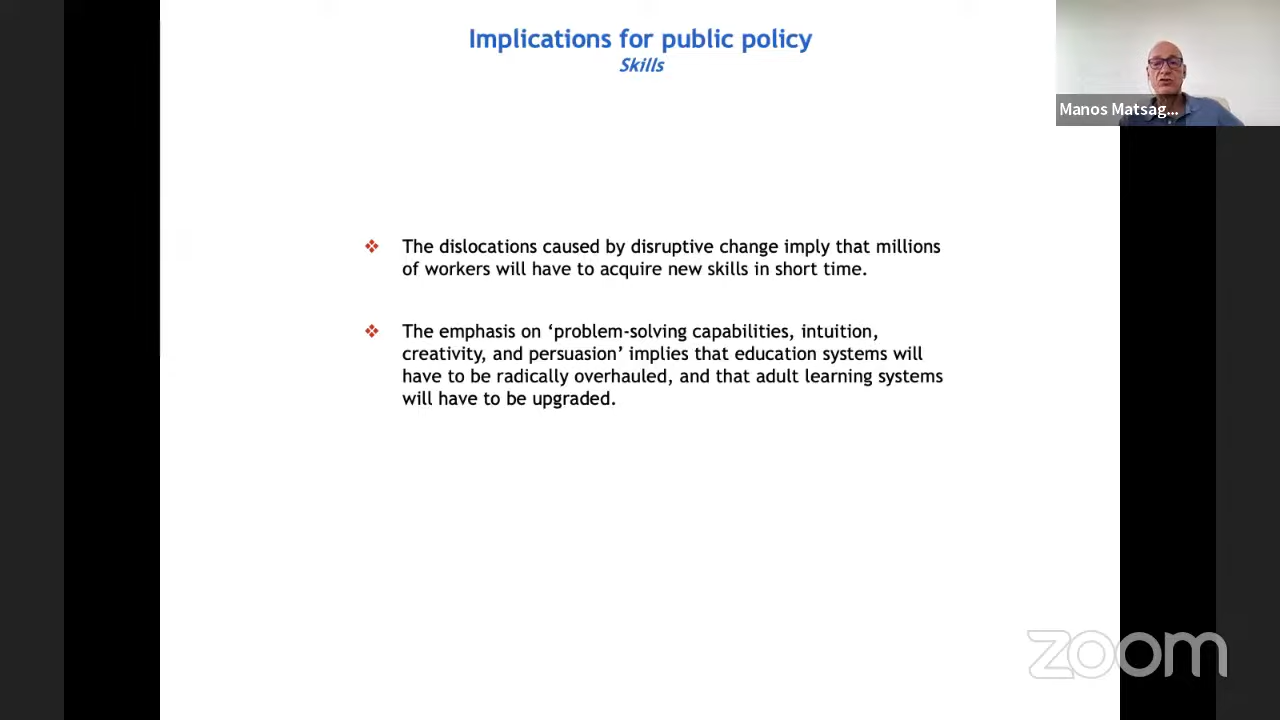 Implications for public policy
Skills
Manos Matsag...
❖ The dislocations caused by disruptive change imply that millions
of workers will have to acquire new skills in short time.
❖ The emphasis on ‘problem-solving capabilities, intuition,
creativity, and persuasion’ implies that education systems will
have to be radically overhauled, and that adult learning systems
will have to be upgraded.
zoom